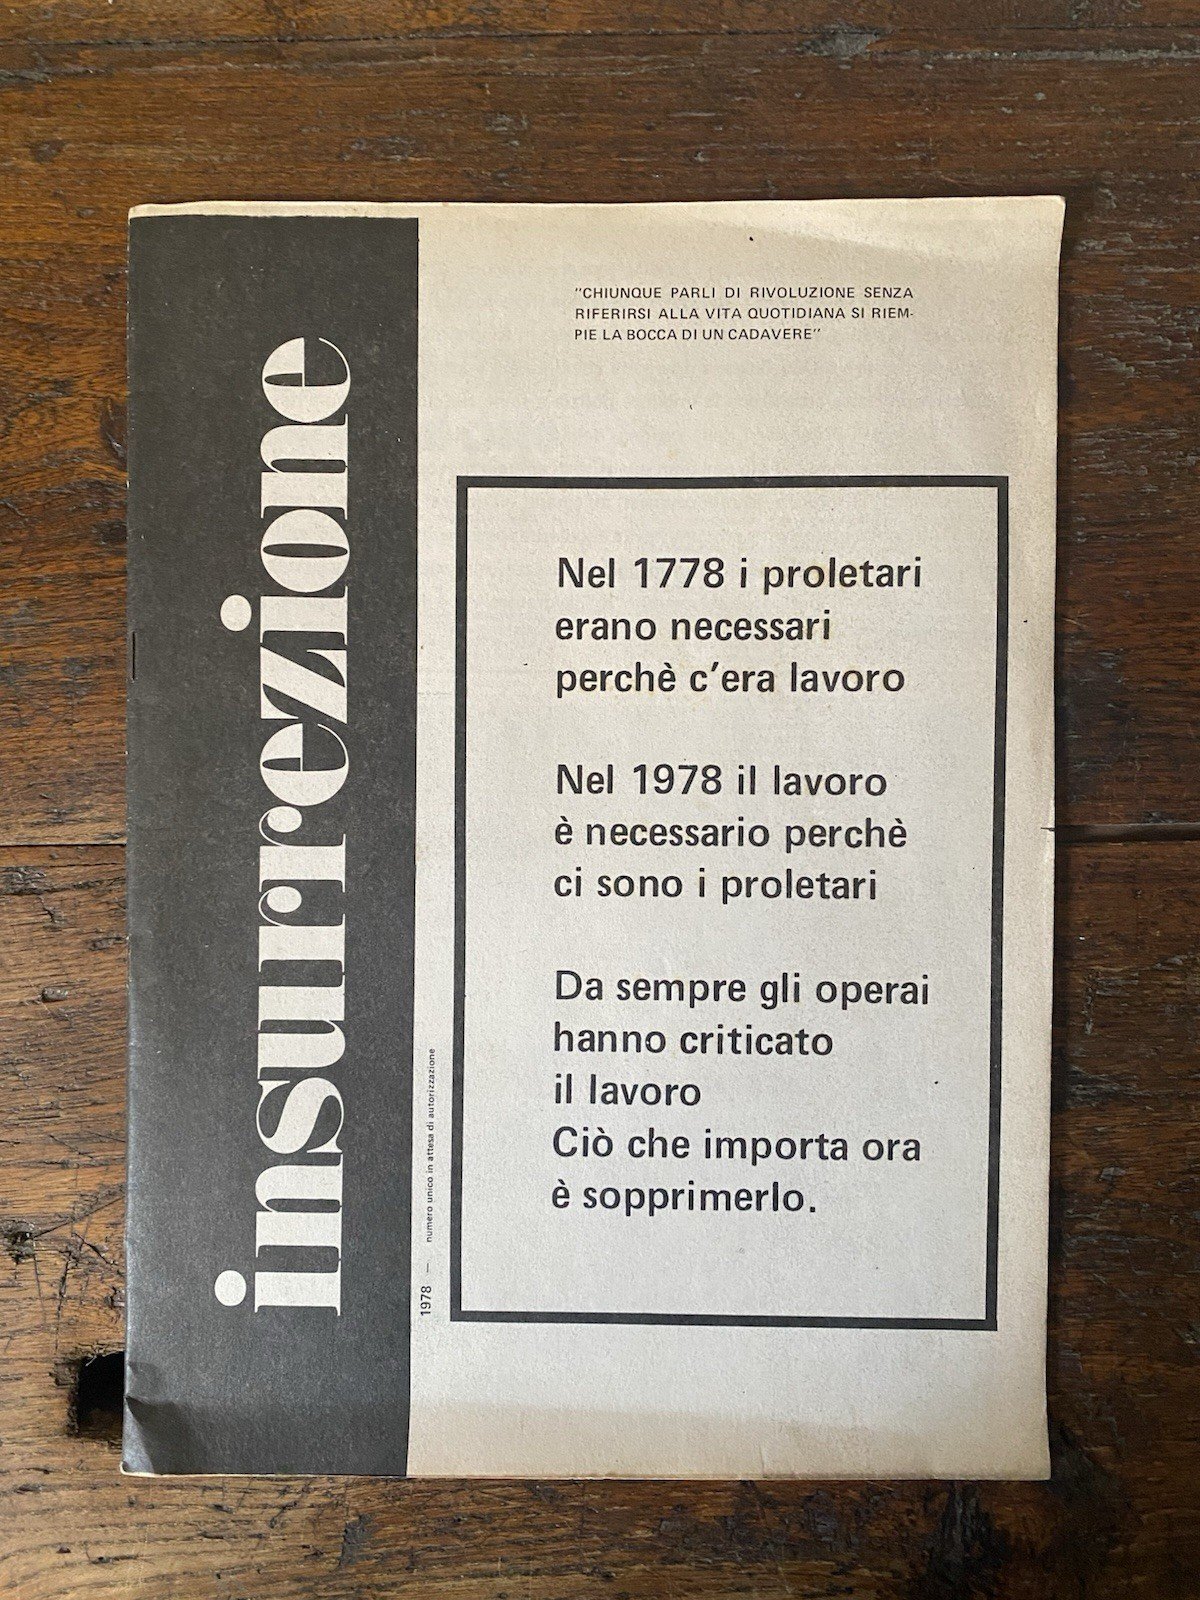 insurrezione
1978 — numero unico in attesa di autorizzazione
"CHIUNQUE PARLI DI RIVOLUZIONE SENZA
RIFERIRSI ALLA VITA QUOTIDIANA SI RIEM-
PIE LA BOCCA DI UN CADAVERE"
Nel 1778 i proletari
erano necessari
perchè c'era lavoro
Nel 1978 il lavoro
è necessario perchè
ci sono i proletari
Da sempre gli operai
hanno criticato
il lavoro
Ciò che importa ora
è sopprimerlo.